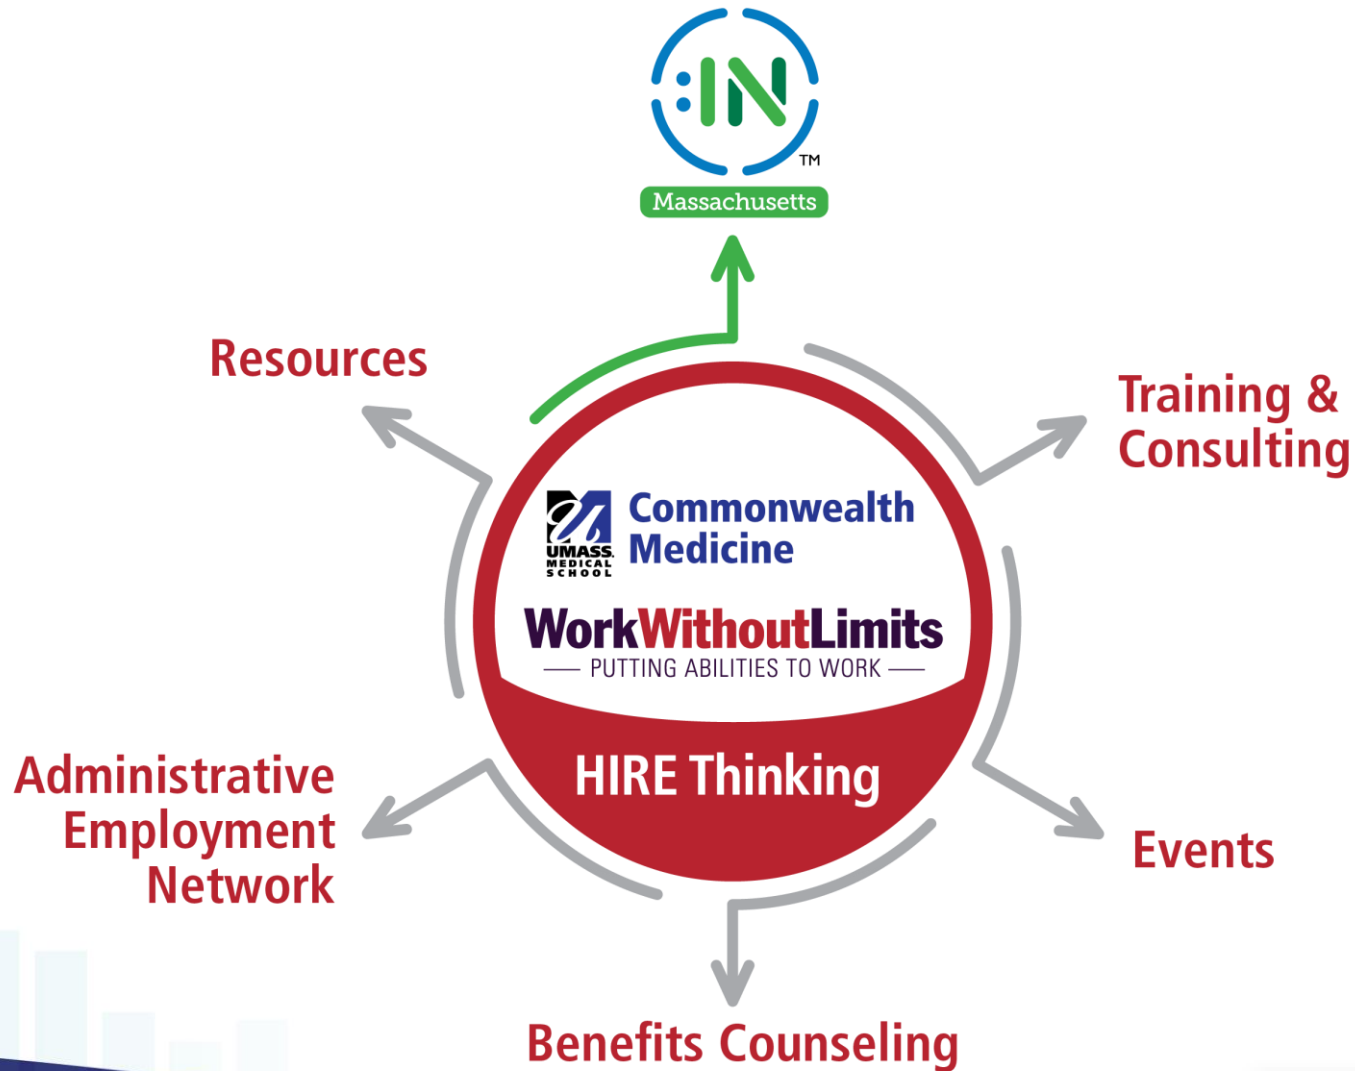 :IN
TM
Massachusetts
Resources
Training &
Consulting
UMASS.
MEDICAL
SCHOOL
Commonwealth
Medicine
WorkWithoutLimits
PUTTING ABILITIES TO WORK
HIRE Thinking
Administrative
Employment
Network
Events
Benefits Counseling